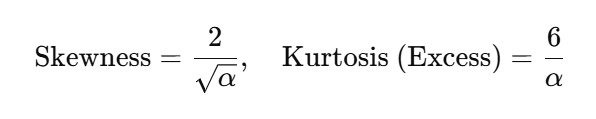 Skewness = 2/√α, Kurtosis (Excess) = 6/α